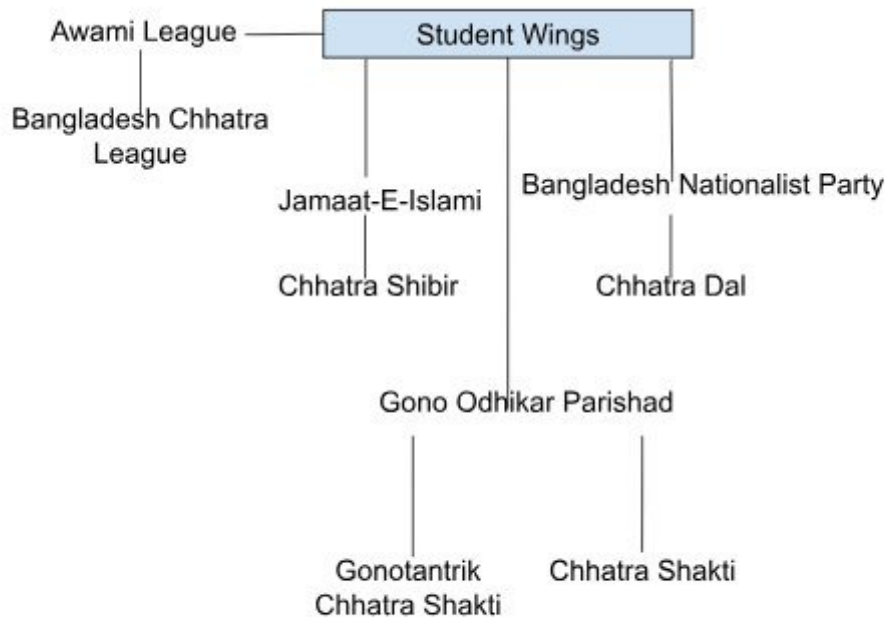 Awami League
Student Wings
Bangladesh Chhatra
League
Jamaat-E-Islami
Bangladesh Nationalist Party
Chhatra Shibir
Chhatra Dal
Gono Odhikar Parishad
Gonotantrik
Chhatra Shakti
Chhatra Shakti